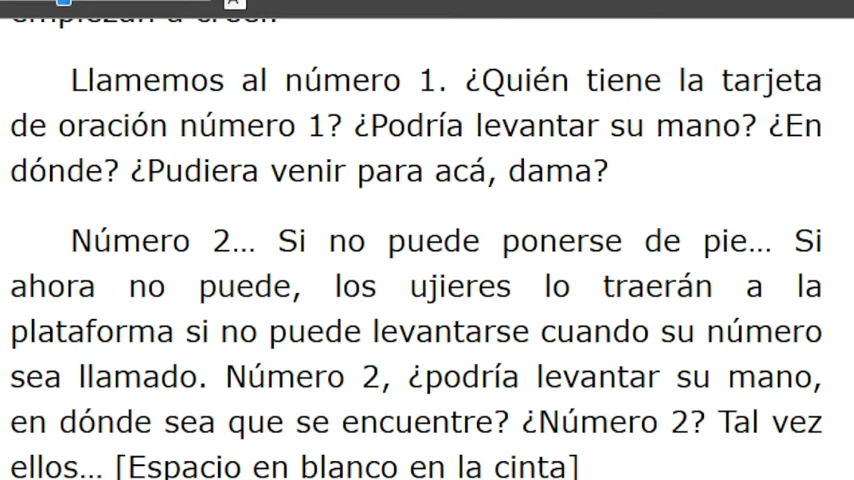 empiezan a creer.
Llamemos al número 1. ¿Quién tiene la tarjeta
de oración número 1? ¿Podría levantar su mano? ¿En
dónde? ¿Pudiera venir para acá, dama?
Número 2… Si no puede ponerse de pie… Si
ahora no puede, los ujieres lo traerán a la
plataforma si no puede levantarse cuando su número
sea llamado. Número 2, ¿podría levantar su mano,
en dónde sea que se encuentre? ¿Número 2? Tal vez
ellos… [Espacio en blanco en la cinta]